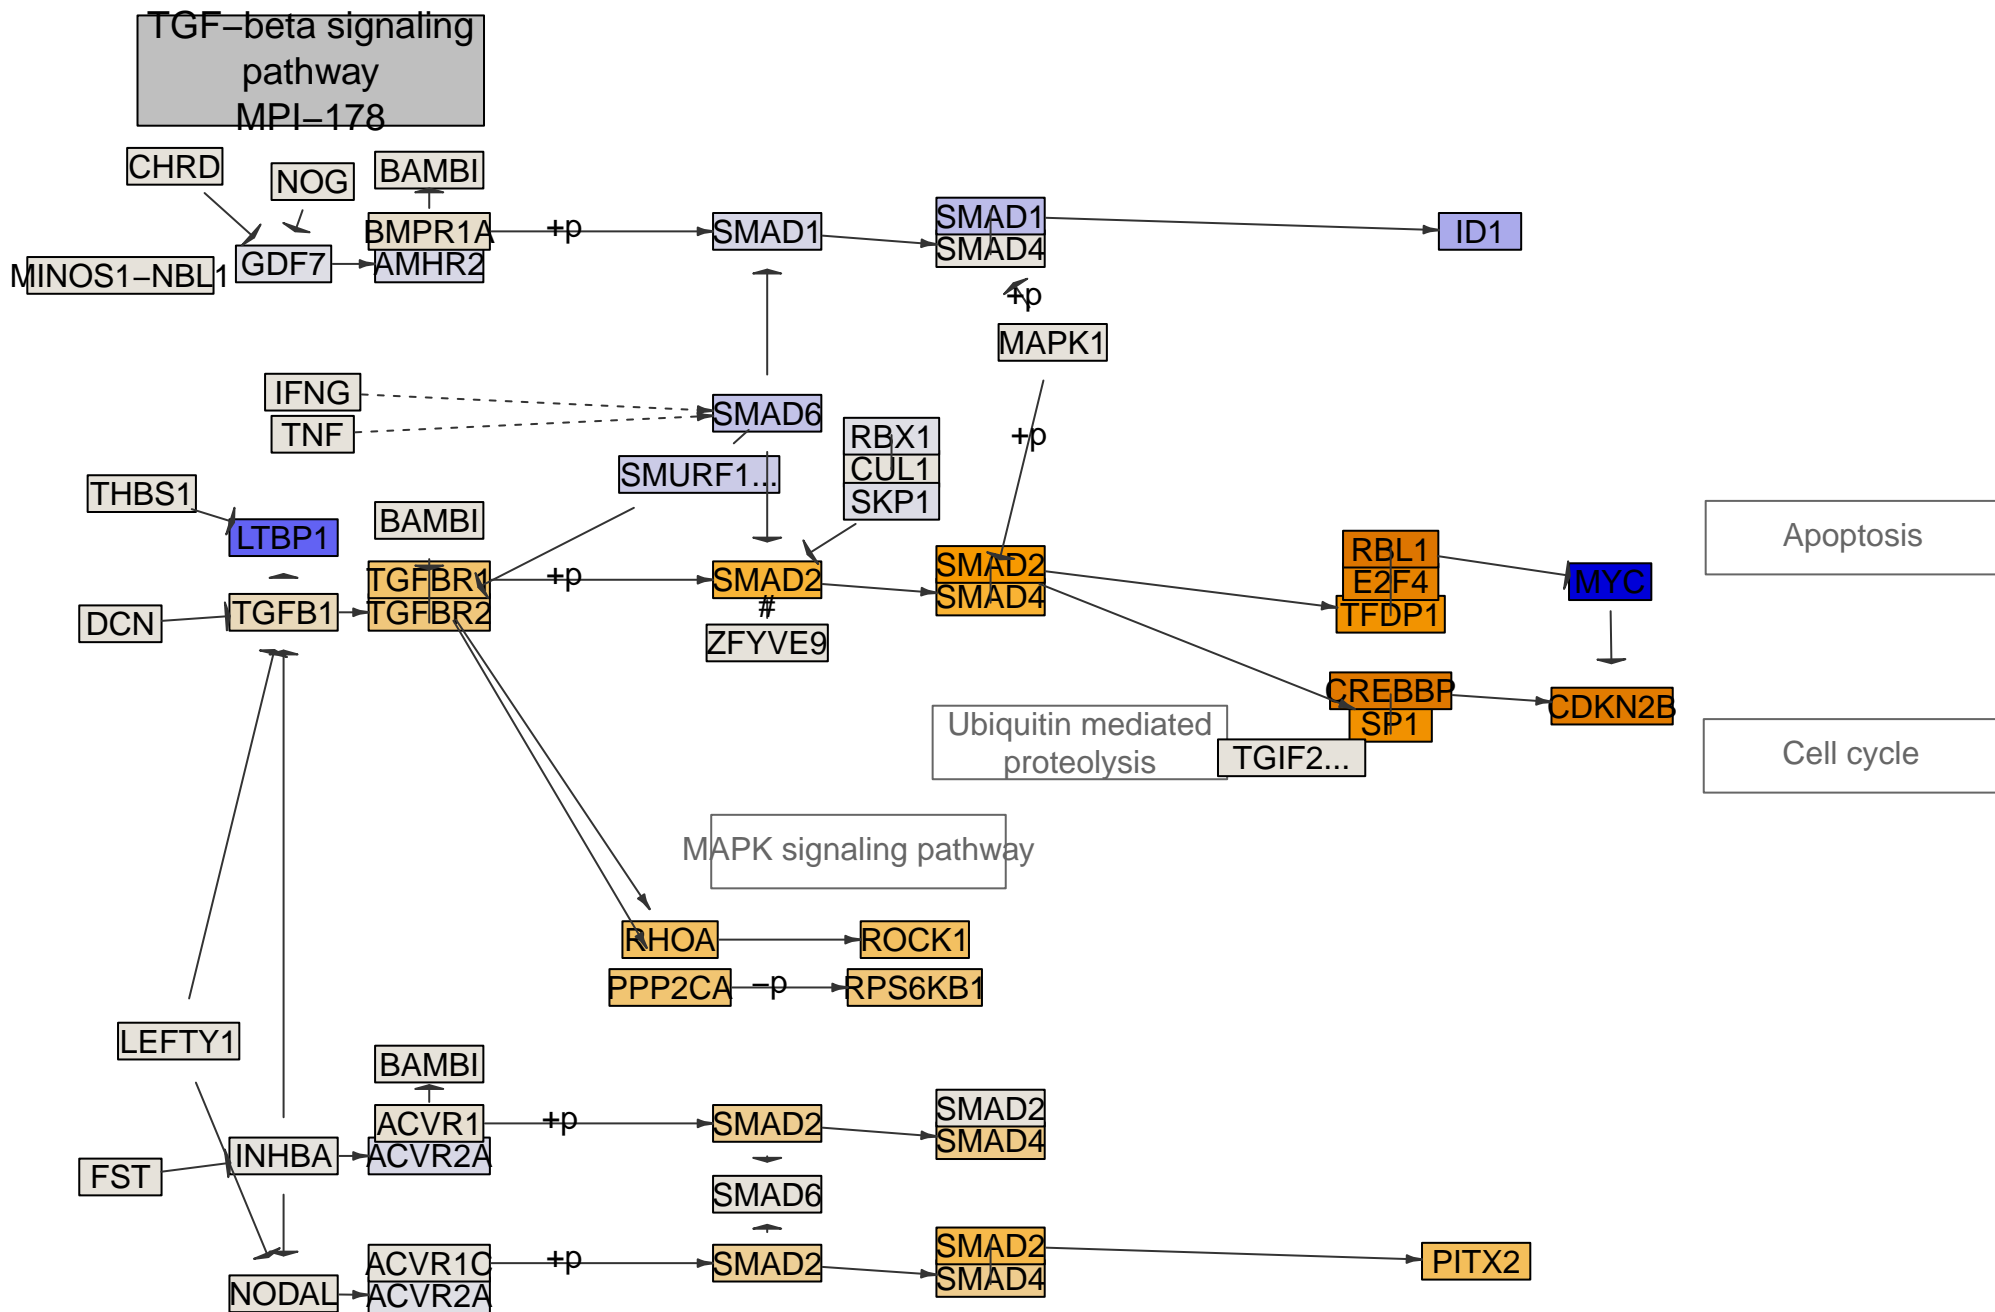 TGF−beta signaling
pathway
MPI−178
CHRD
NOG
BAMBI
BMPR1A
+p
SMAD1
SMAD1
SMAD4
ID1
MINOS1−NBL1
GDF7
AMHR2
+p
MAPK1
IFNG
TNF
SMAD6
RBX1
CUL1
SKP1
+p
SMURF1...
THBS1
LTBP1
BAMBI
TGFBR1
TGFBR2
+p
SMAD2
#
ZFYVE9
SMAD2
SMAD4
RBL1
E2F4
TFDP1
MYC
Apoptosis
DCN
TGFB1
CREBBP
SP1
CDKN2B
Ubiquitin mediated
proteolysis
TGIF2...
Cell cycle
MAPK signaling pathway
RHOA
ROCK1
PPP2CA
−p
RPS6KB1
LEFTY1
BAMBI
ACVR1
ACVR2A
+p
SMAD2
SMAD2
SMAD4
INHBA
FST
SMAD6
ACVR1C
ACVR2A
+p
SMAD2
SMAD2
SMAD4
PITX2
NODAL